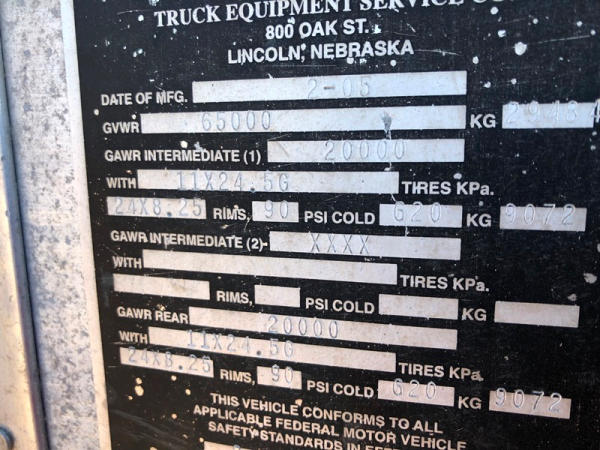 TRUCK EQUIPMENT SERVICE CO
800 OAK ST.
LINCOLN, NEBRASKA
DATE OF MFG. 2-05
GVWR 65000 KG 29484
GAWR INTERMEDIATE (1) 20000
WITH 11X24.5G TIRES KPa.
24X8.25 RIMS, 90 PSI COLD 620 KG 9072
GAWR INTERMEDIATE (2) XXXX
WITH TIRES KPa.
RIMS, PSI COLD KG
GAWR REAR 20000
WITH 11X24.5G TIRES KPa.
24X8.25 RIMS, 90 PSI COLD 620 KG 9072
THIS VEHICLE CONFORMS TO ALL
APPLICABLE FEDERAL MOTOR VEHICLE
SAFETY STANDARDS IN